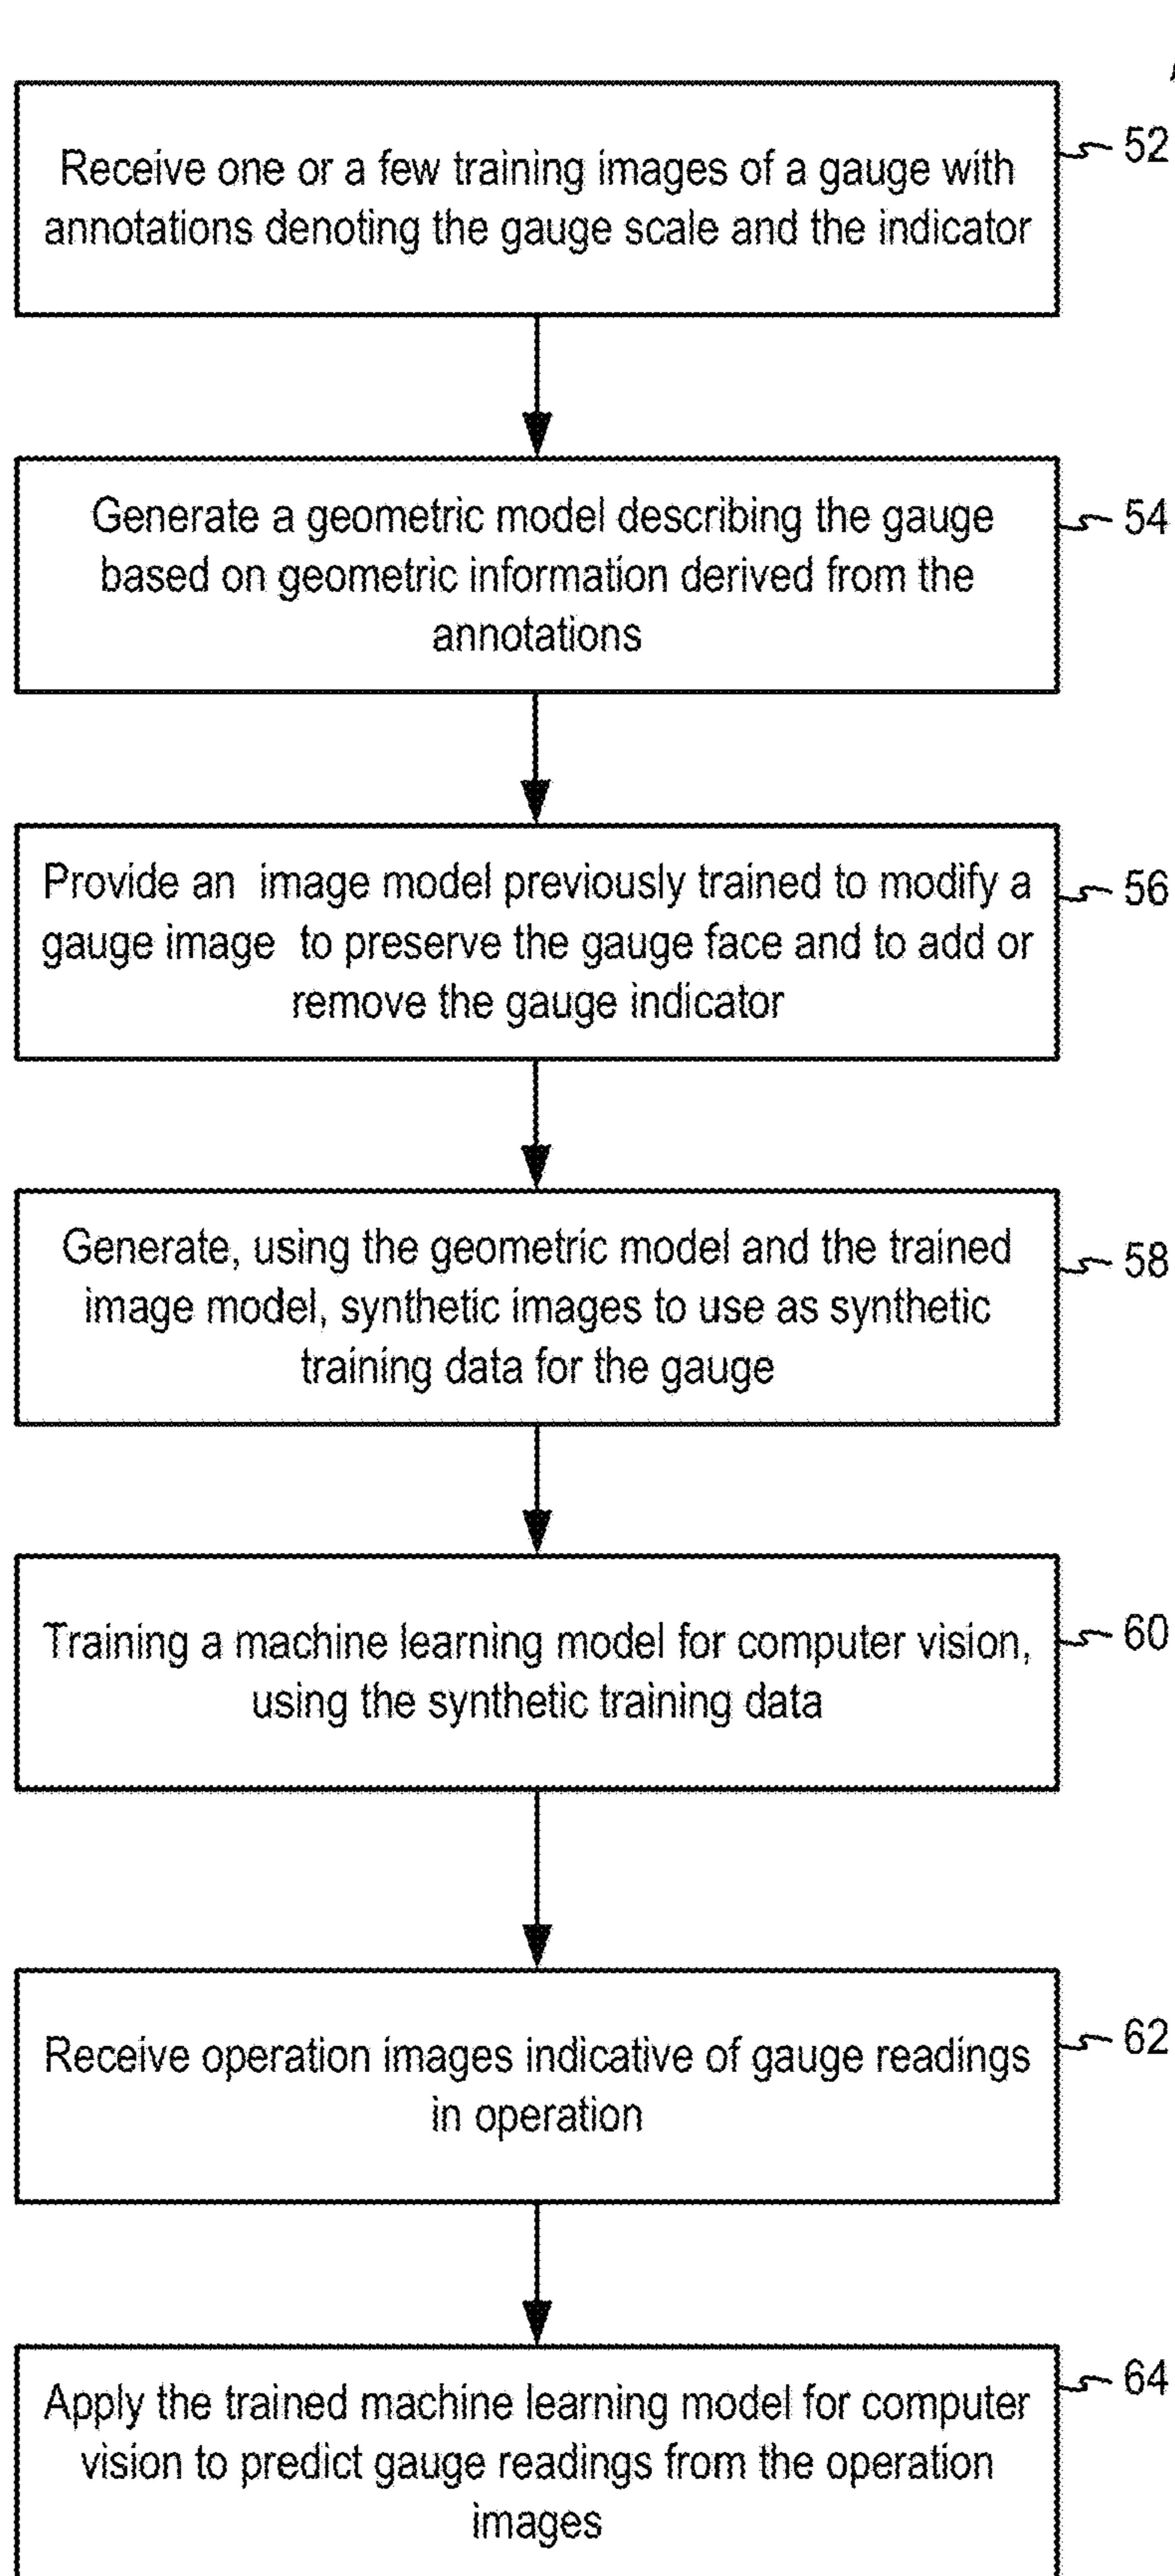 52
Receive one or a few training images of a gauge with
annotations denoting the gauge scale and the indicator
54
Generate a geometric model describing the gauge
based on geometric information derived from the
annotations
56
Provide an image model previously trained to modify a
gauge image to preserve the gauge face and to add or
remove the gauge indicator
58
Generate, using the geometric model and the trained
image model, synthetic images to use as synthetic
training data for the gauge
60
Training a machine learning model for computer vision,
using the synthetic training data
62
Receive operation images indicative of gauge readings
in operation
64
Apply the trained machine learning model for computer
vision to predict gauge readings from the operation
images